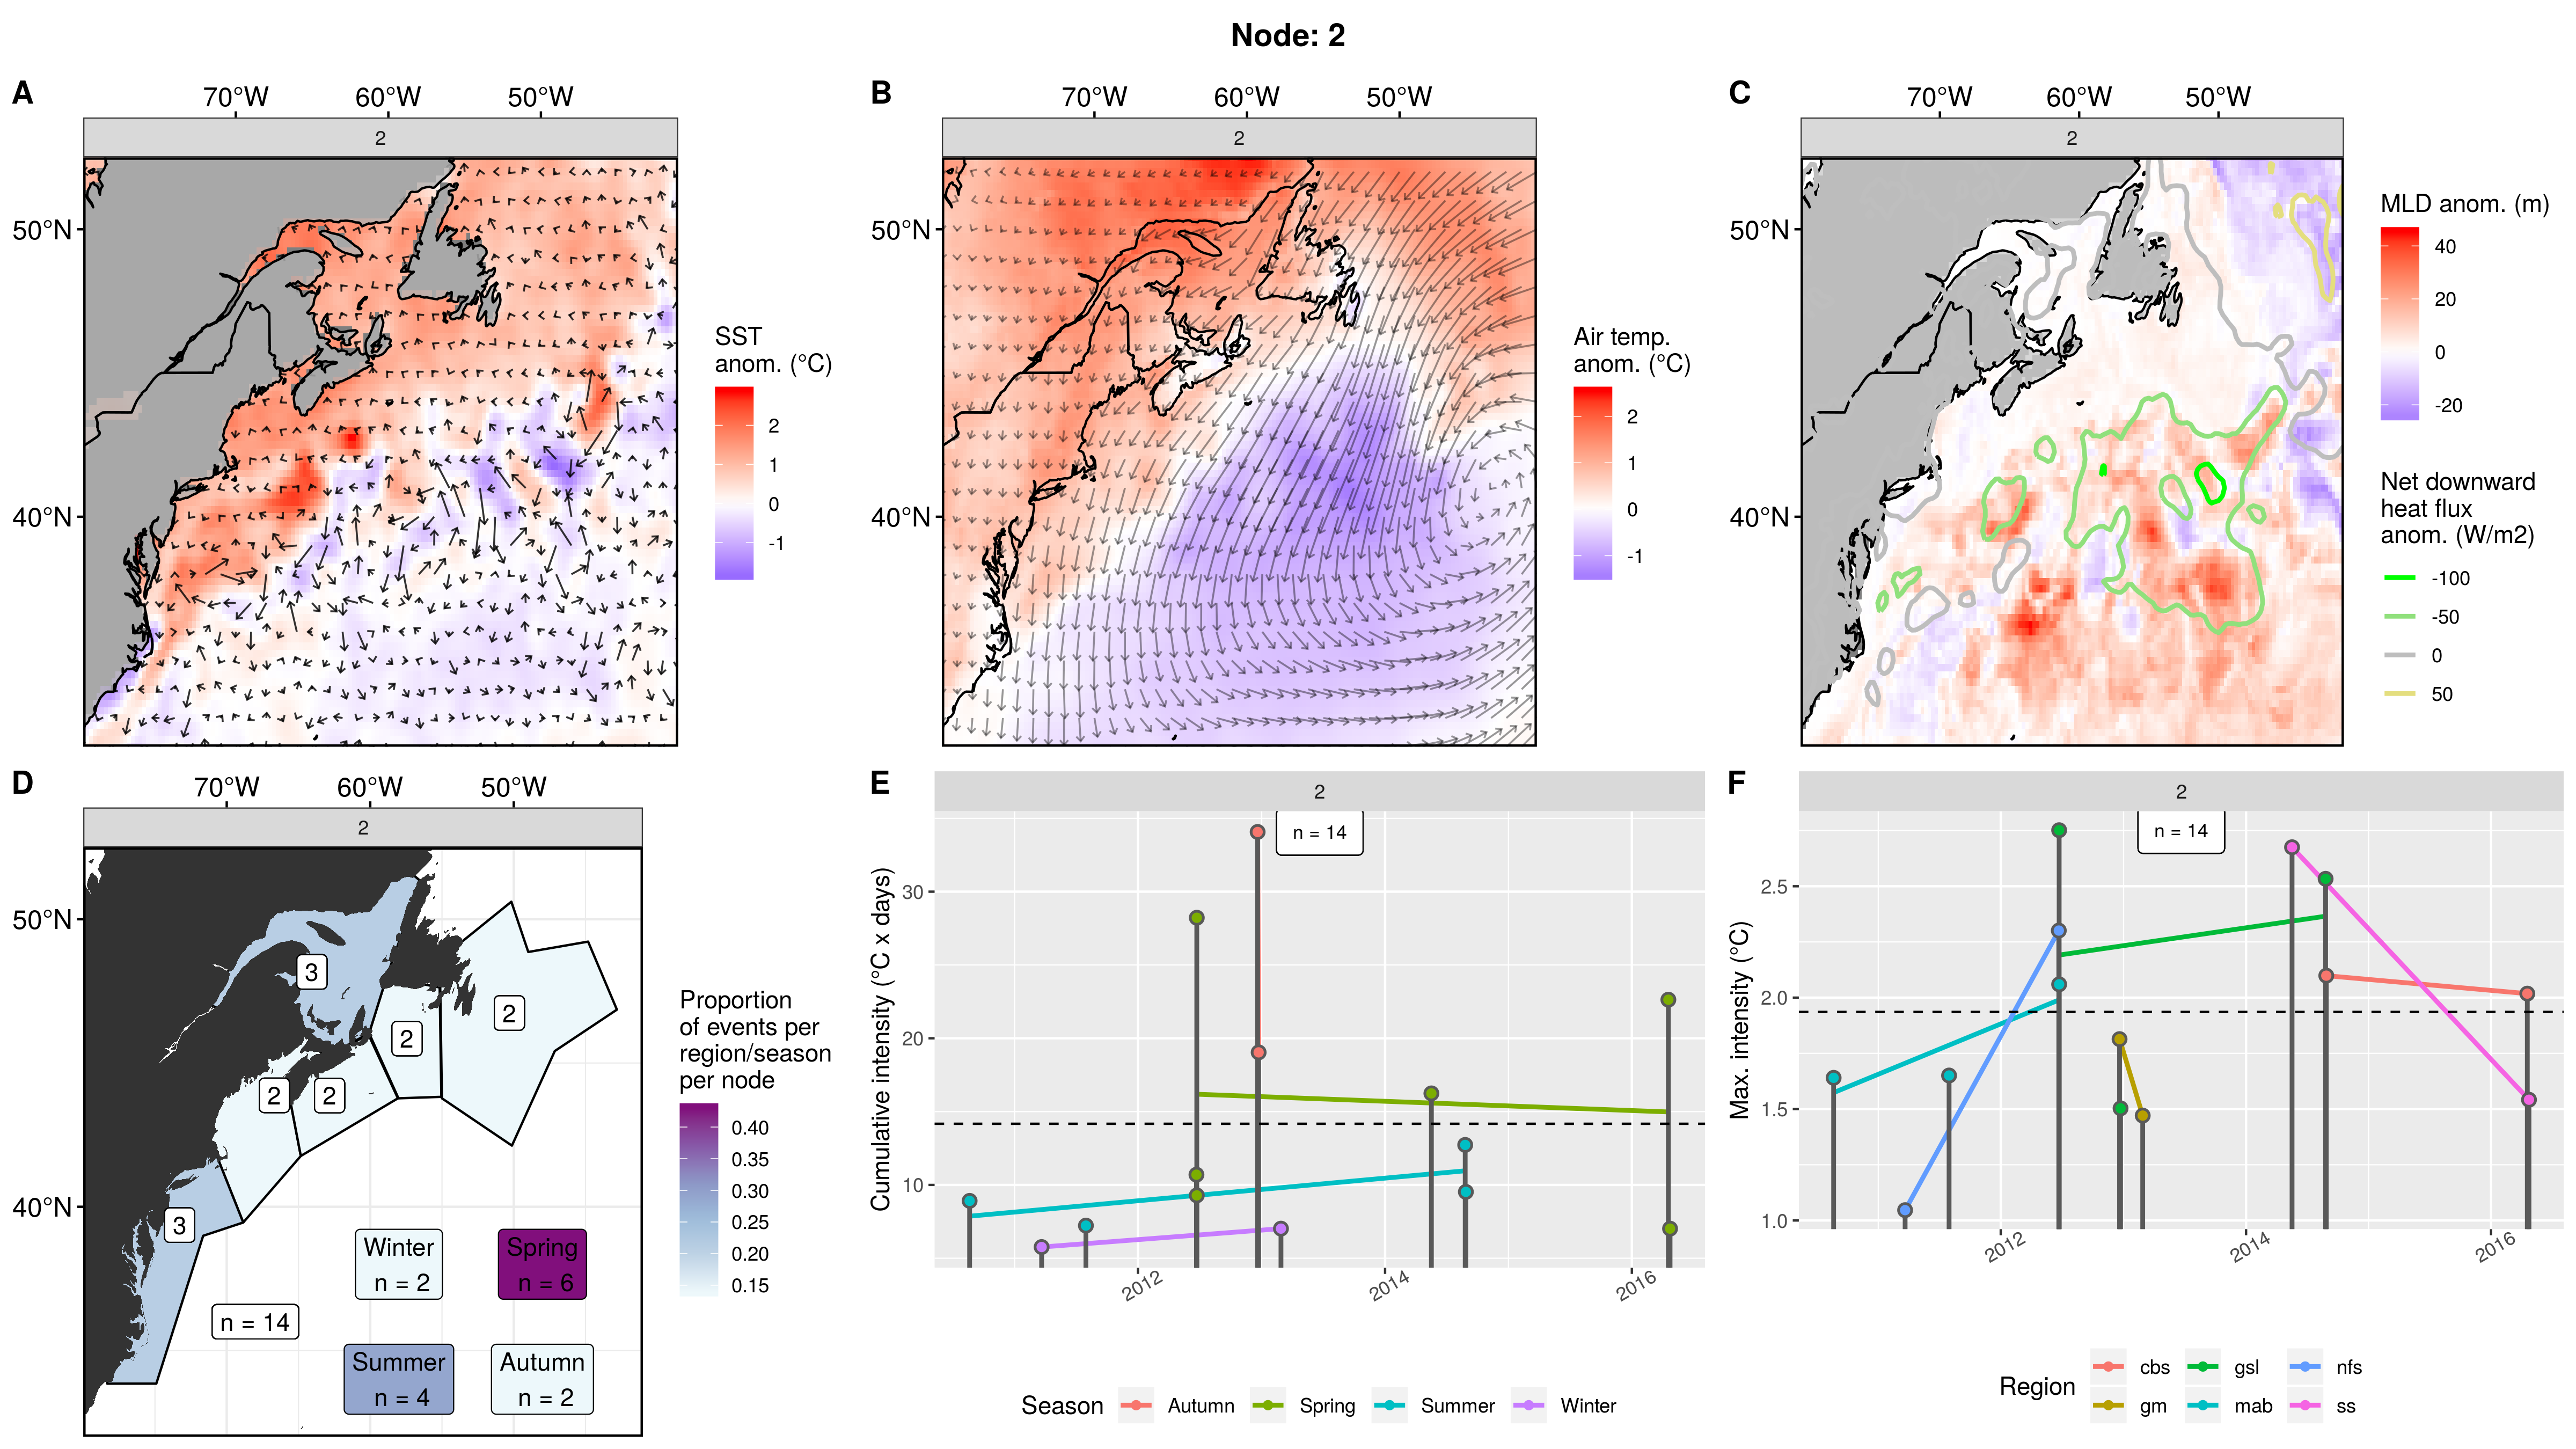 Node: 2
A
70°W 60°W 50°W
2
50°N
40°N
SST
anom. (°C)
2
1
0
-1
B
70°W 60°W 50°W
2
50°N
40°N
Air temp.
anom. (°C)
2
1
0
-1
C
70°W 60°W 50°W
2
50°N
40°N
MLD anom. (m)
40
20
0
-20
Net downward
heat flux
anom. (W/m2)
-100
-50
0
50
D
70°W 60°W 50°W
2
50°N
40°N
3
2
2
2
2
3
n = 14
Winter
n = 2
Spring
n = 6
Summer
n = 4
Autumn
n = 2
Proportion
of events per
region/season
per node
0.40
0.35
0.30
0.25
0.20
0.15
E
2
n = 14
Cumulative intensity (°C x days)
30
20
10
2012 2014 2016
Season Autumn Spring Summer Winter
F
2
n = 14
Max. intensity (°C)
2.5
2.0
1.5
1.0
2012 2014 2016
Region
cbs gsl nfs
gm mab ss